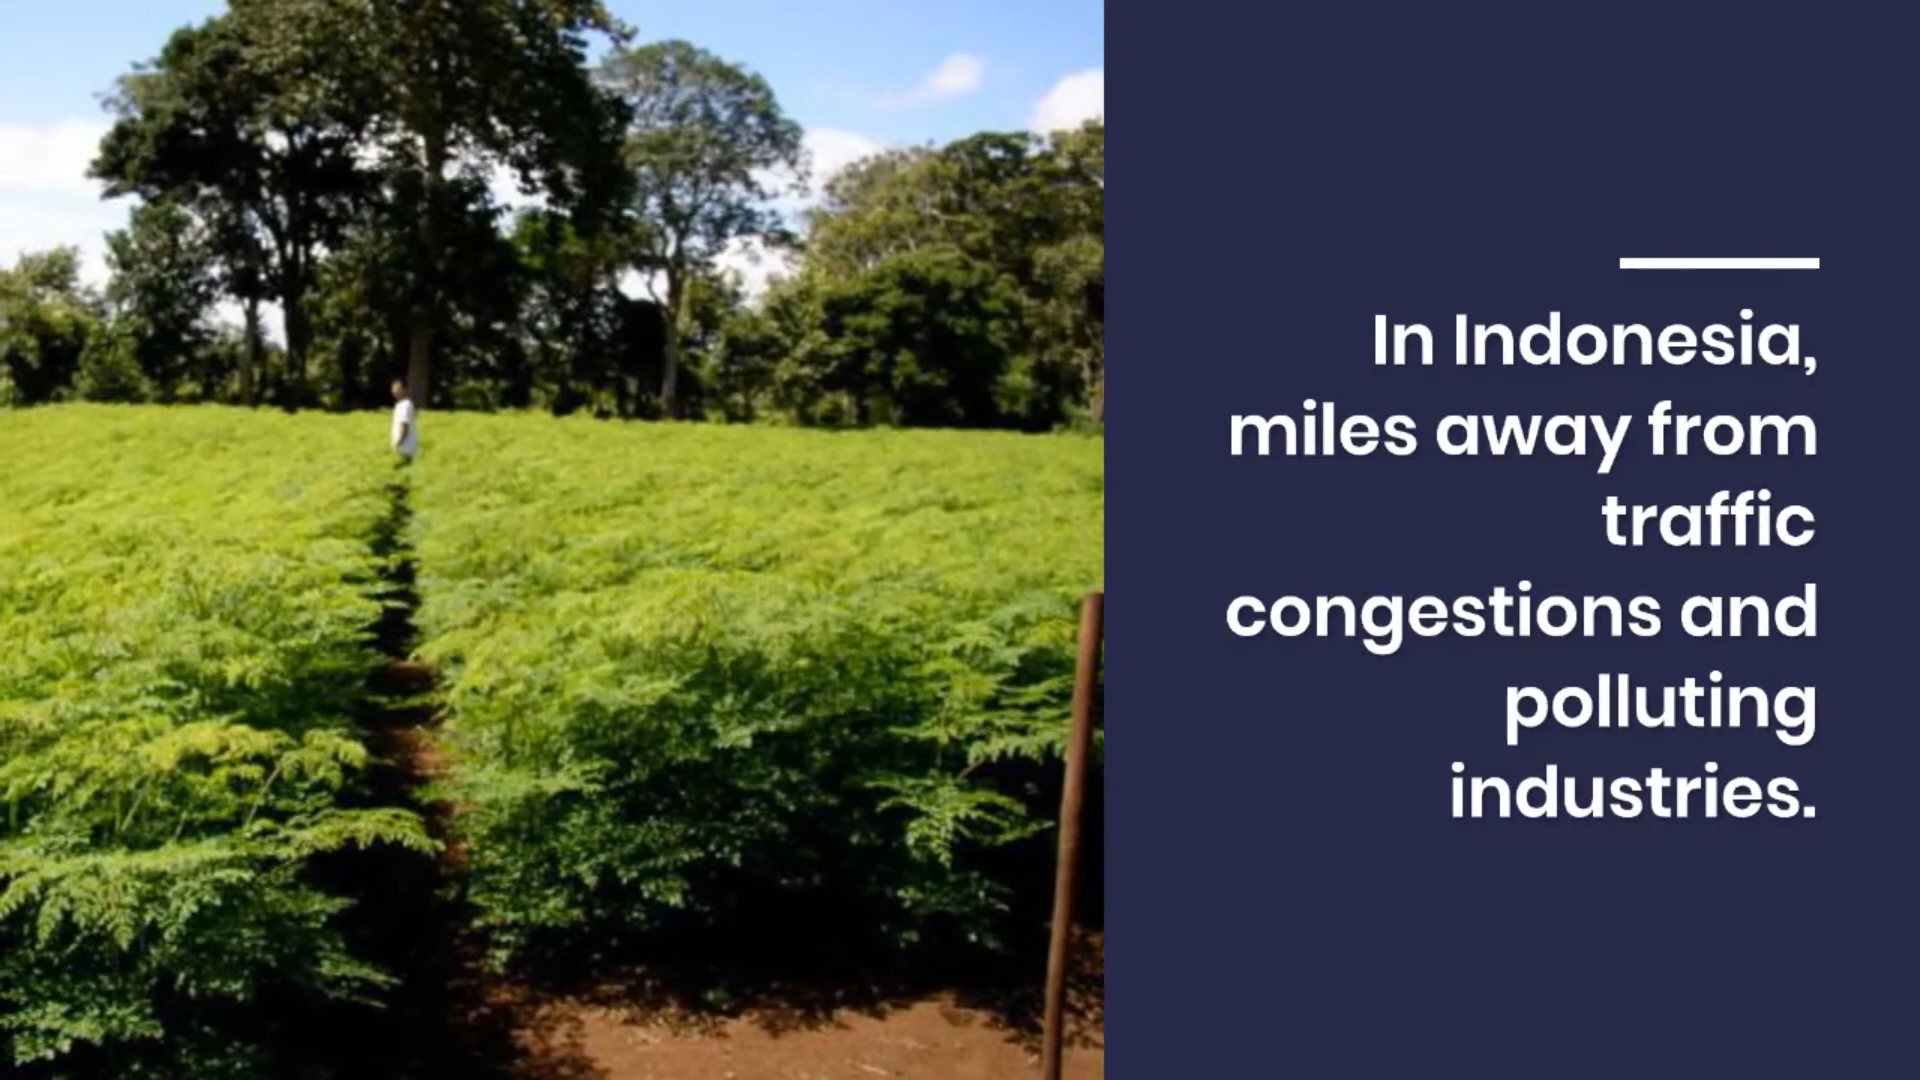 In Indonesia,
miles away from
traffic
congestions and
polluting
industries.